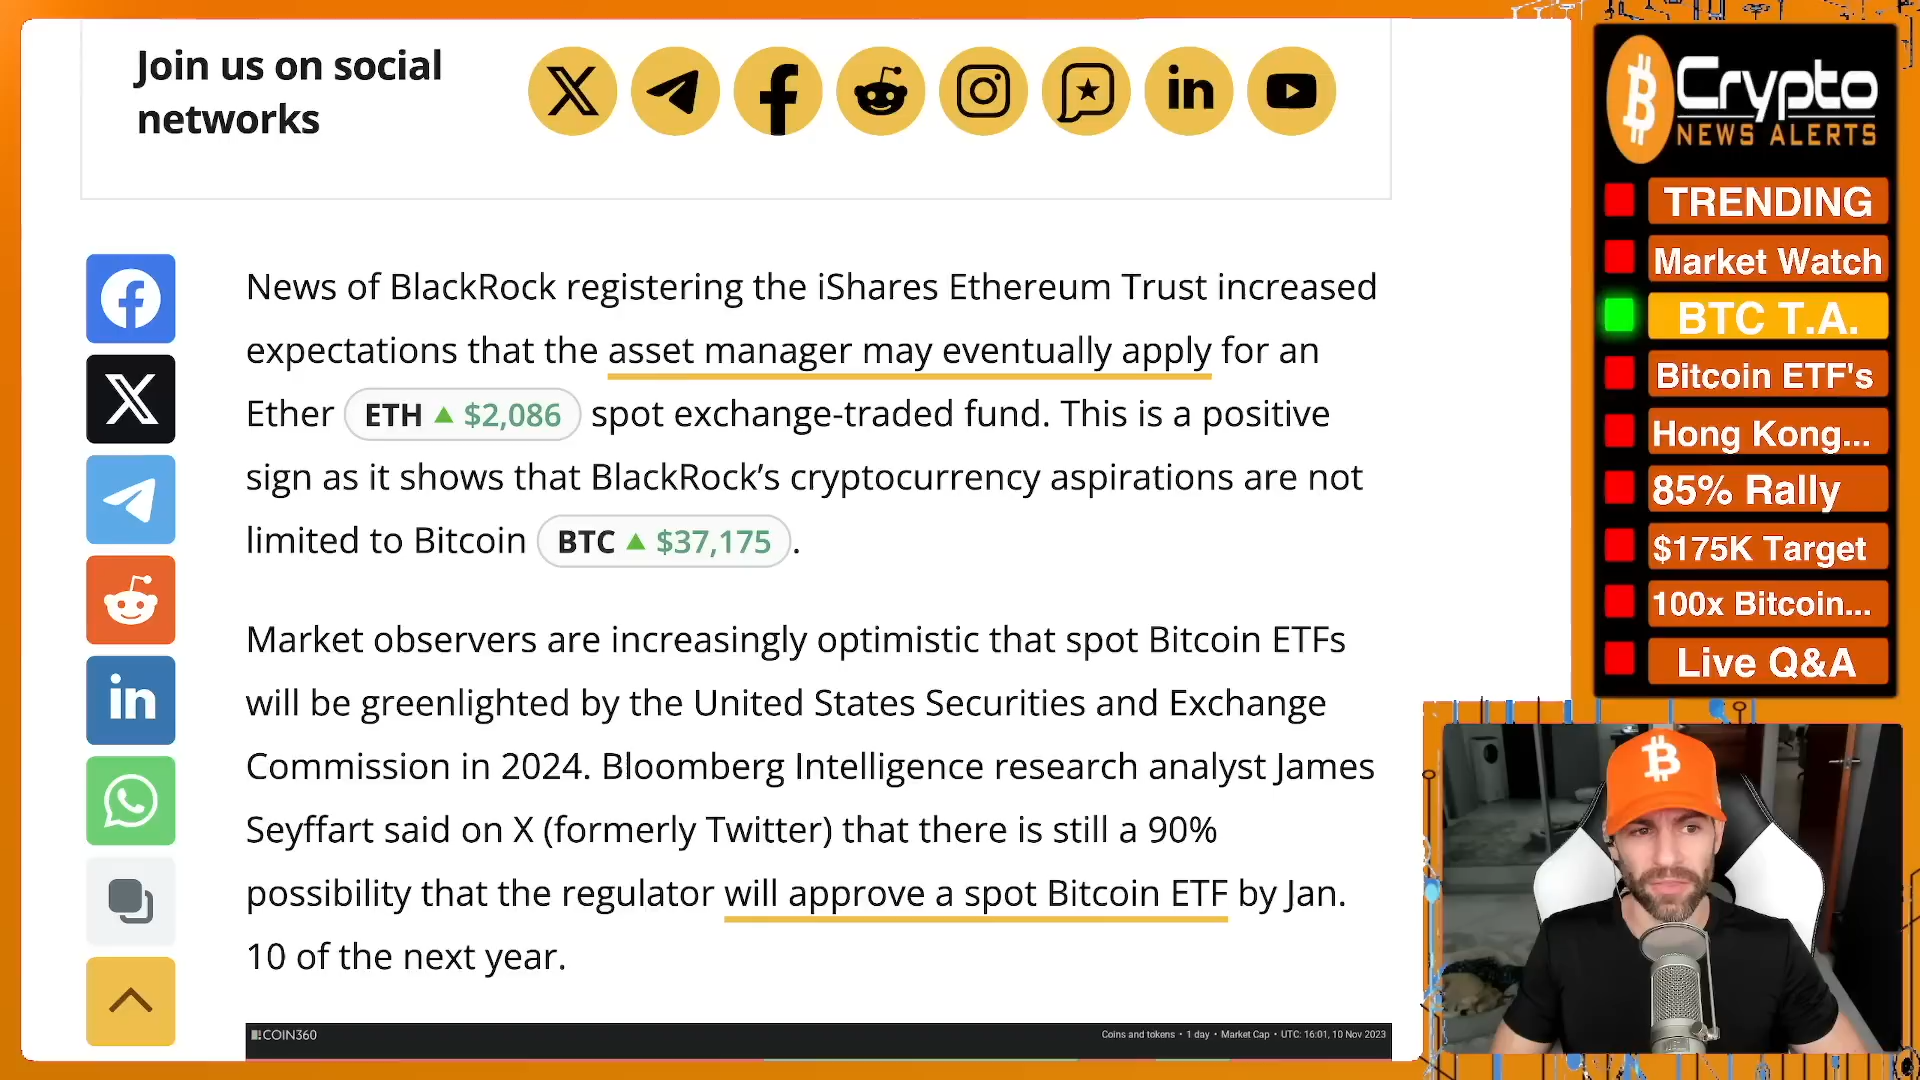 Join us on social
networks
News of BlackRock registering the iShares Ethereum Trust increased
expectations that the asset manager may eventually apply for an
Ether ETH ▲ $2,086 spot exchange-traded fund. This is a positive
sign as it shows that BlackRock’s cryptocurrency aspirations are not
limited to Bitcoin BTC ▲ $37,175 .
Market observers are increasingly optimistic that spot Bitcoin ETFs
will be greenlighted by the United States Securities and Exchange
Commission in 2024. Bloomberg Intelligence research analyst James
Seyffart said on X (formerly Twitter) that there is still a 90%
possibility that the regulator will approve a spot Bitcoin ETF by Jan.
10 of the next year.
COIN360
Coins and tokens • 1 day • Market Cap • UTC: 16:01, 10 Nov 2023
Crypto
NEWS ALERTS
TRENDING
Market Watch
BTC T.A.
Bitcoin ETF's
Hong Kong...
85% Rally
$175K Target
100x Bitcoin...
Live Q&A